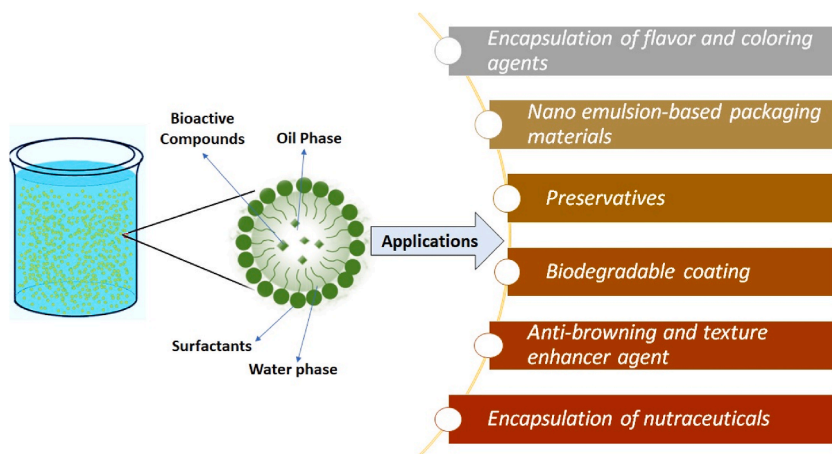 Bioactive
Compounds
Oil Phase
Surfactants
Water phase
Applications
Encapsulation of flavor and coloring
agents
Nano emulsion-based packaging
materials
Preservatives
Biodegradable coating
Anti-browning and texture
enhancer agent
Encapsulation of nutraceuticals